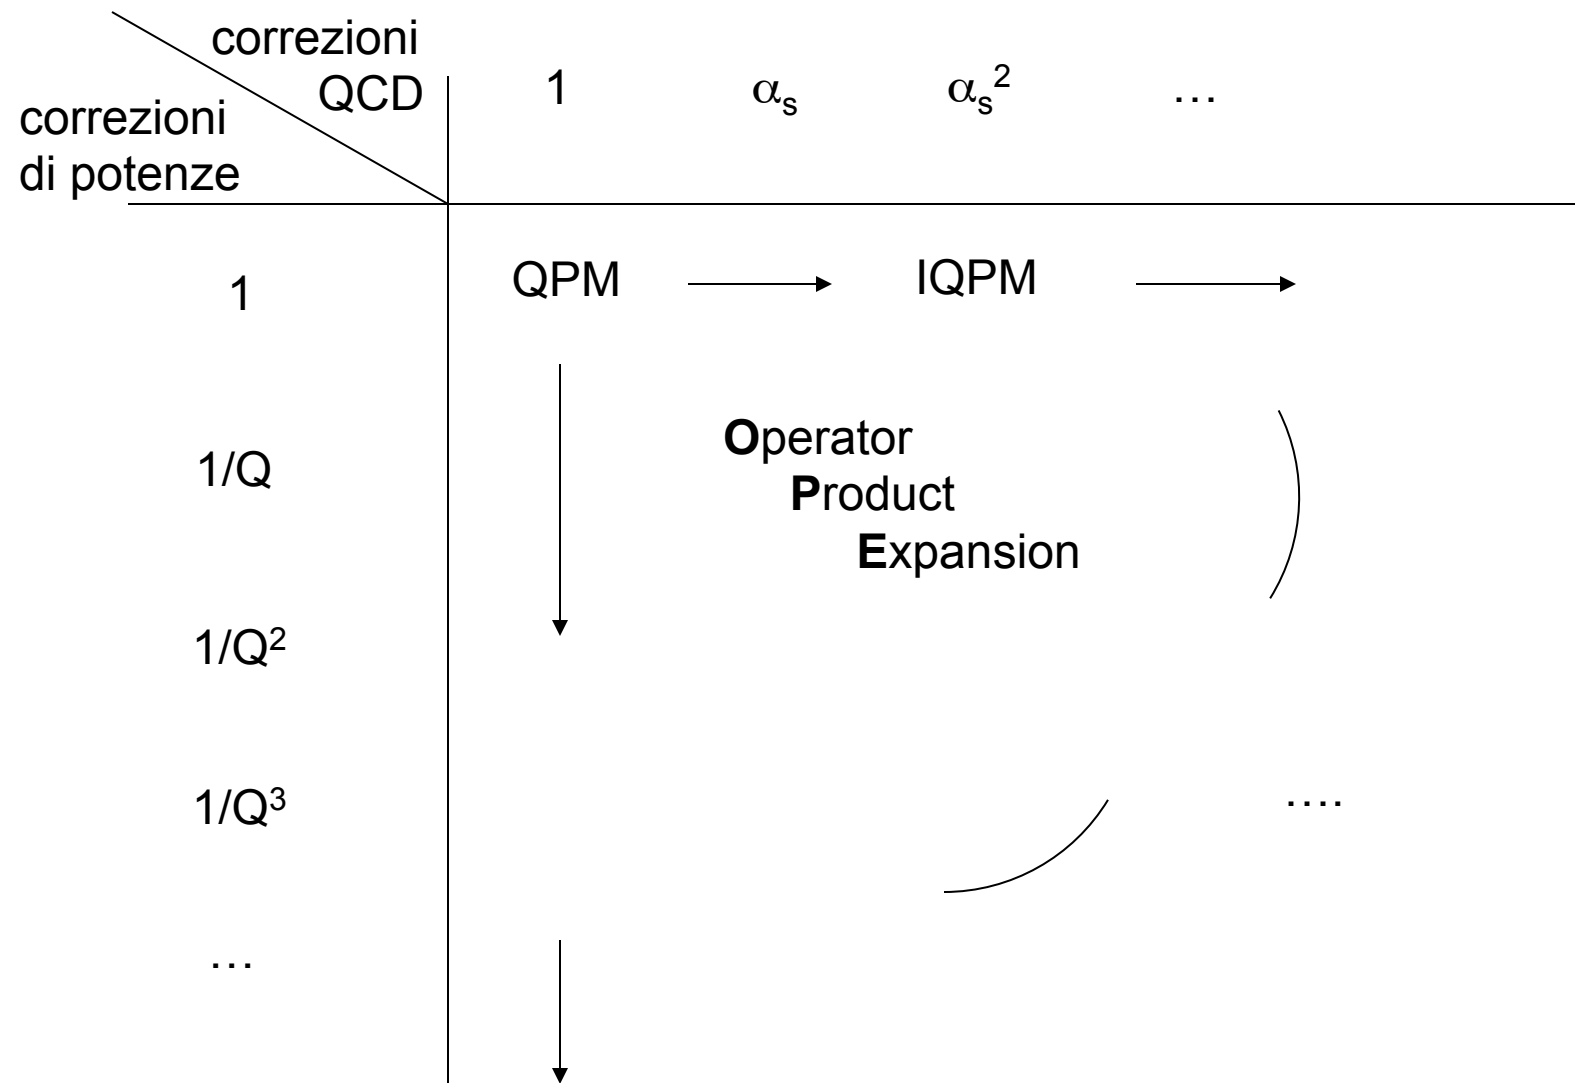 correzioni
QCD
correzioni
di potenze
1 αs αs² …
1 QPM IQPM
Operator
1/Q
Product
Expansion
1/Q²
1/Q³ ….
…